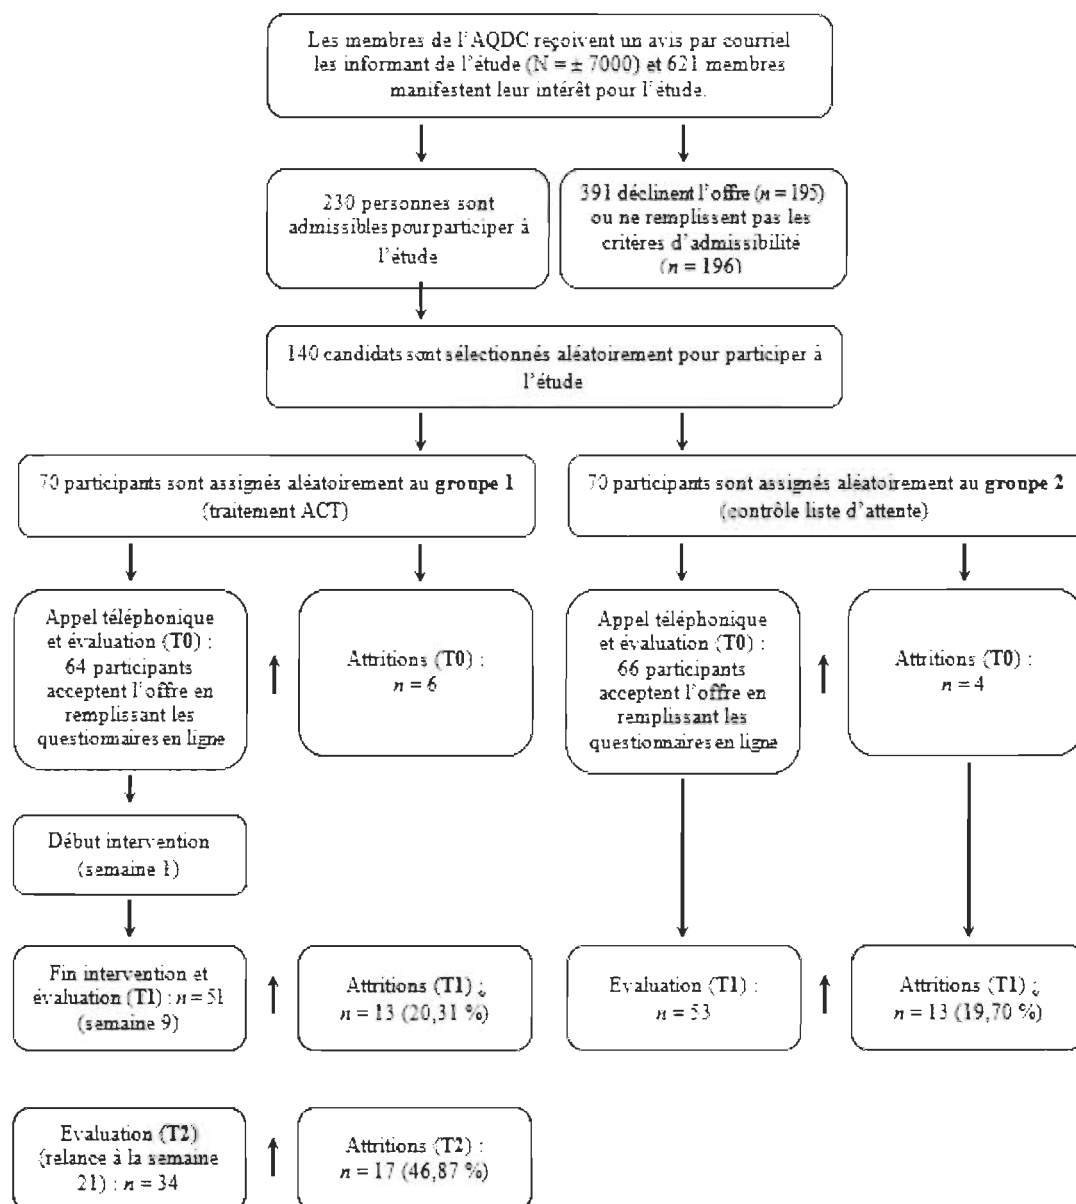 Les membres de l'AQDC reçoivent un avis par courriel
les informant de l'étude (N = ± 7000) et 621 membres
manifestent leur intérêt pour l'étude.
230 personnes sont
admissibles pour participer à
l'étude
391 déclinent l'offre (n = 195)
ou ne remplissent pas les
critères d'admissibilité
(n = 196)
140 candidats sont sélectionnés aléatoirement pour participer à
l'étude
70 participants sont assignés aléatoirement au groupe 1
(traitement ACT)
70 participants sont assignés aléatoirement au groupe 2
(contrôle liste d'attente)
Appel téléphonique
et évaluation (T0) :
64 participants
acceptent l'offre en
remplissant les
questionnaires en ligne
Attritions (T0) :
n = 6
Appel téléphonique
et évaluation (T0) :
66 participants
acceptent l'offre en
remplissant les
questionnaires en ligne
Attritions (T0) :
n = 4
Début intervention
(semaine 1)
Fin intervention et
évaluation (T1) : n = 51
(semaine 9)
Attritions (T1) :
n = 13 (20,31 %)
Evaluation (T1) :
n = 53
Attritions (T1) :
n = 13 (19,70 %)
Evaluation (T2)
(relance à la semaine
21) : n = 34
Attritions (T2) :
n = 17 (46,87 %)